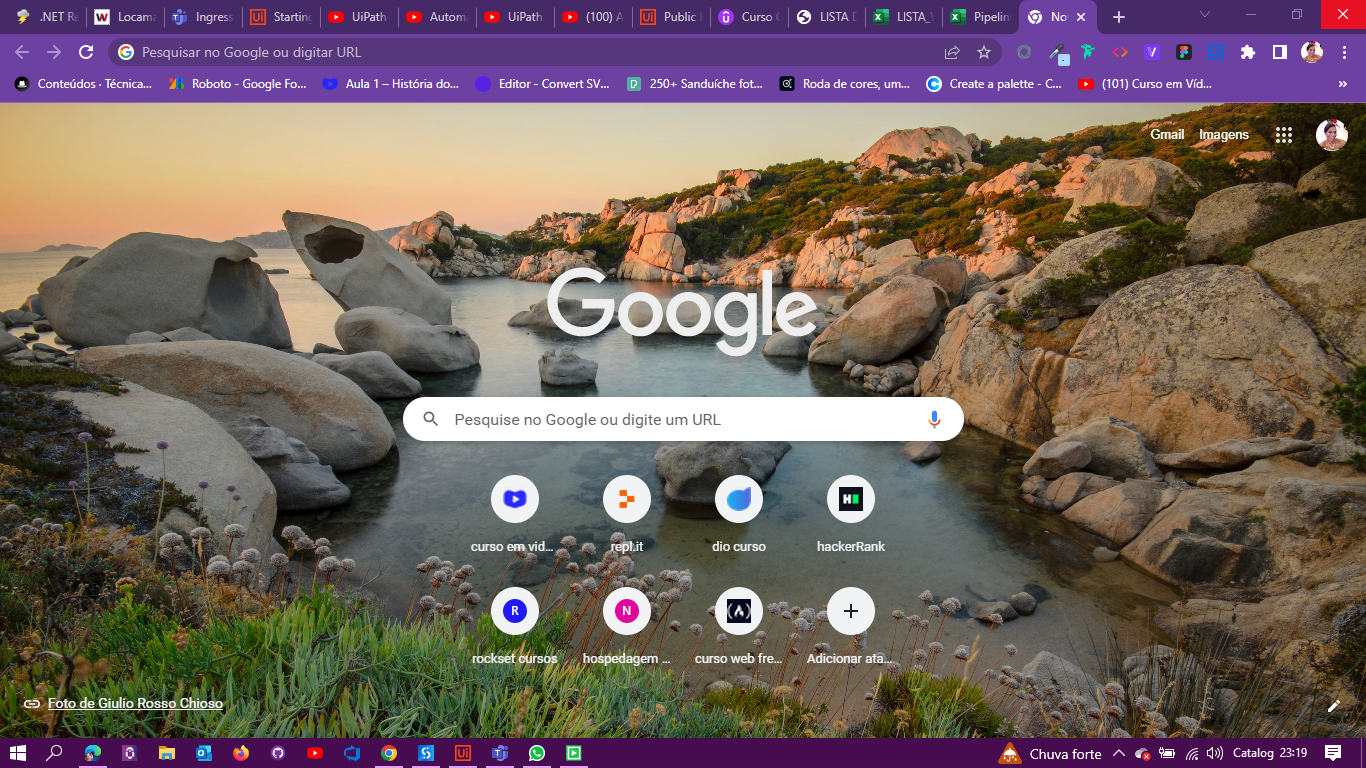 .NET Re
Locama
Ingress
Starting
UiPath
Autom
UiPath
(100) A
Public
Curso
LISTA
LISTA_
Pipelin
No
Pesquisar no Google ou digitar URL
Conteúdos · Técnica...
Roboto - Google Fo...
Aula 1 – História do...
Editor - Convert SV...
250+ Sanduíche fot...
Roda de cores, um...
Create a palette - C...
(101) Curso em Víd...
»
Gmail
Imagens
Google
Pesquise no Google ou digite um URL
curso em vid...
repl.it
dio curso
hackerRank
R
rockset cursos
N
hospedagem ...
curso web fre...
Adicionar ata...
Foto de Giulio Rosso Chioso
Chuva forte
Catalog
23:19